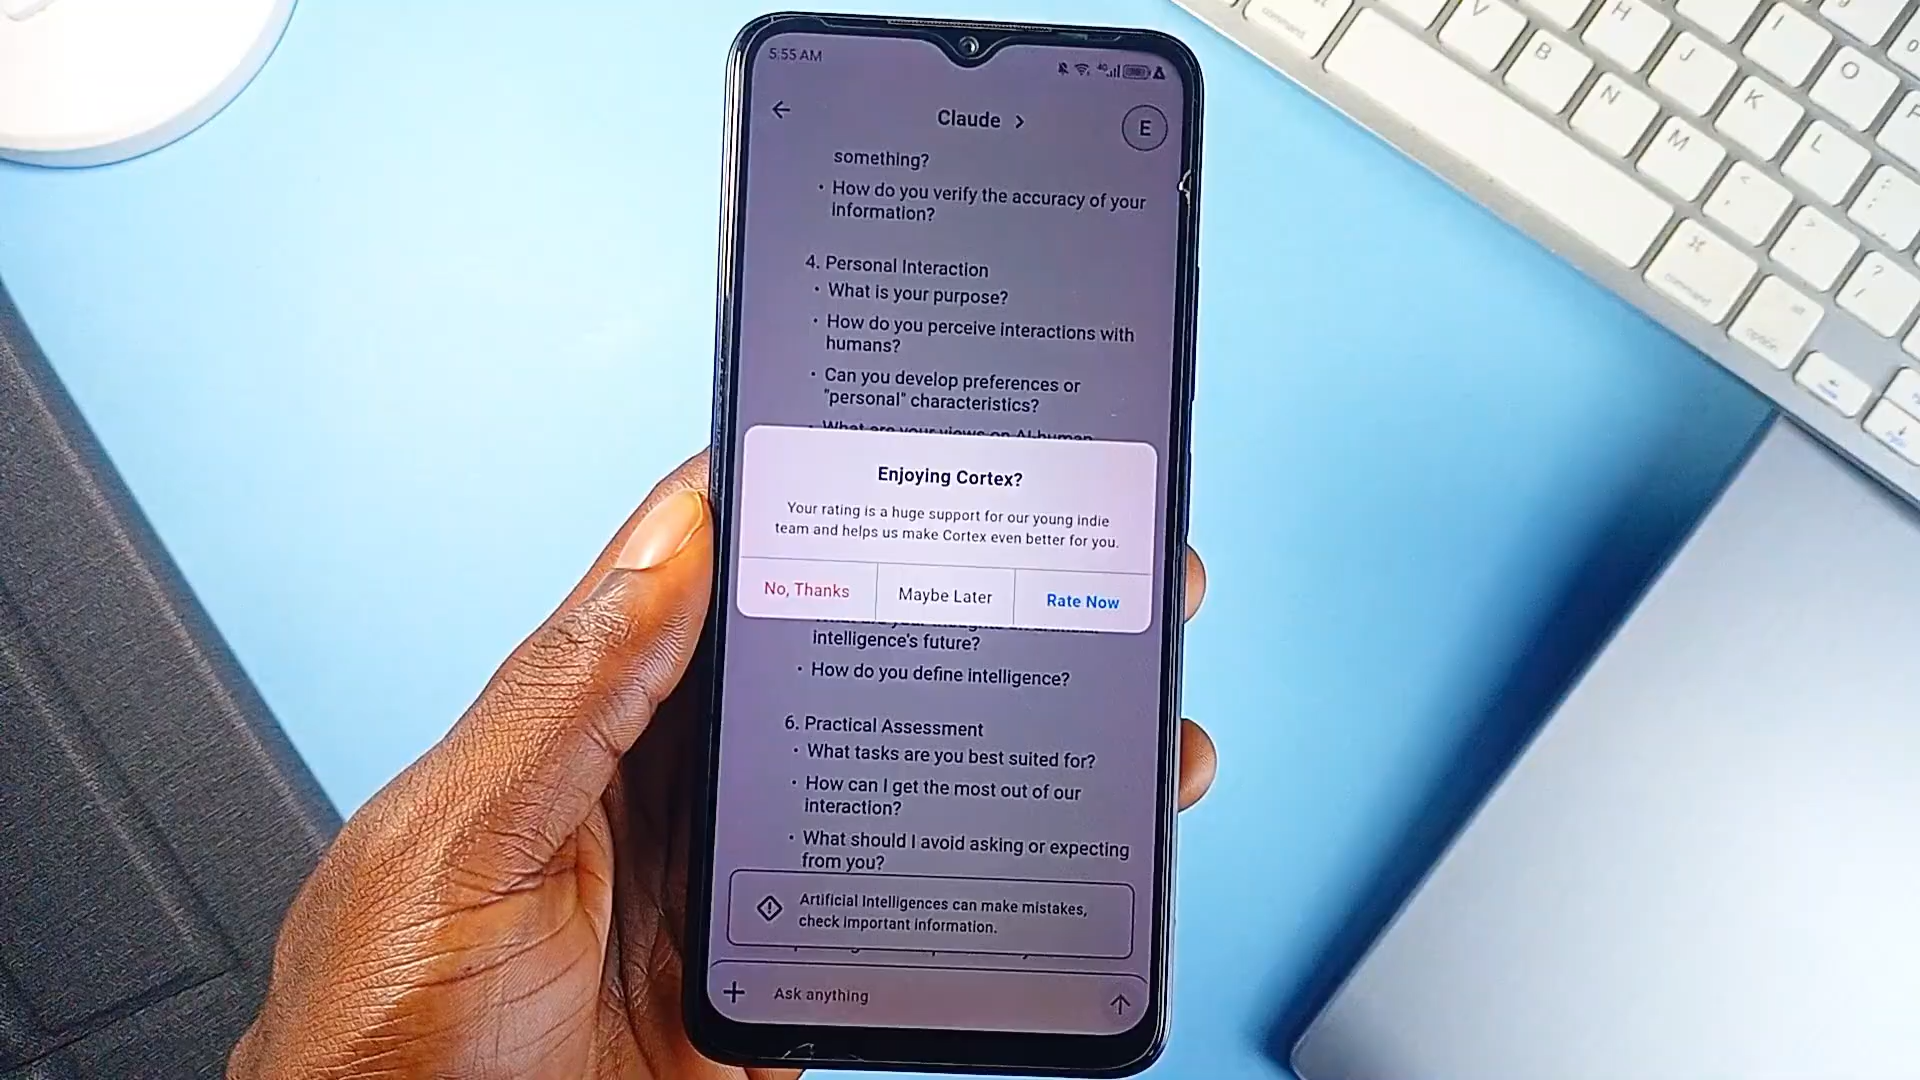 5:55 AM
4G
Claude >
E
something?
• How do you verify the accuracy of your
information?
4. Personal Interaction
• What is your purpose?
• How do you perceive interactions with
humans?
• Can you develop preferences or
"personal" characteristics?
What are your views on AI-human
Enjoying Cortex?
Your rating is a huge support for our young indie
team and helps us make Cortex even better for you.
No, Thanks
Maybe Later
Rate Now
intelligence's future?
• How do you define intelligence?
6. Practical Assessment
• What tasks are you best suited for?
• How can I get the most out of our
interaction?
• What should I avoid asking or expecting
from you?
Artificial Intelligences can make mistakes,
check important information.
+ Ask anything
command
V
B
N
M
H
J
K
L
I
O
<
>
?
/
⌘
command
alt
option